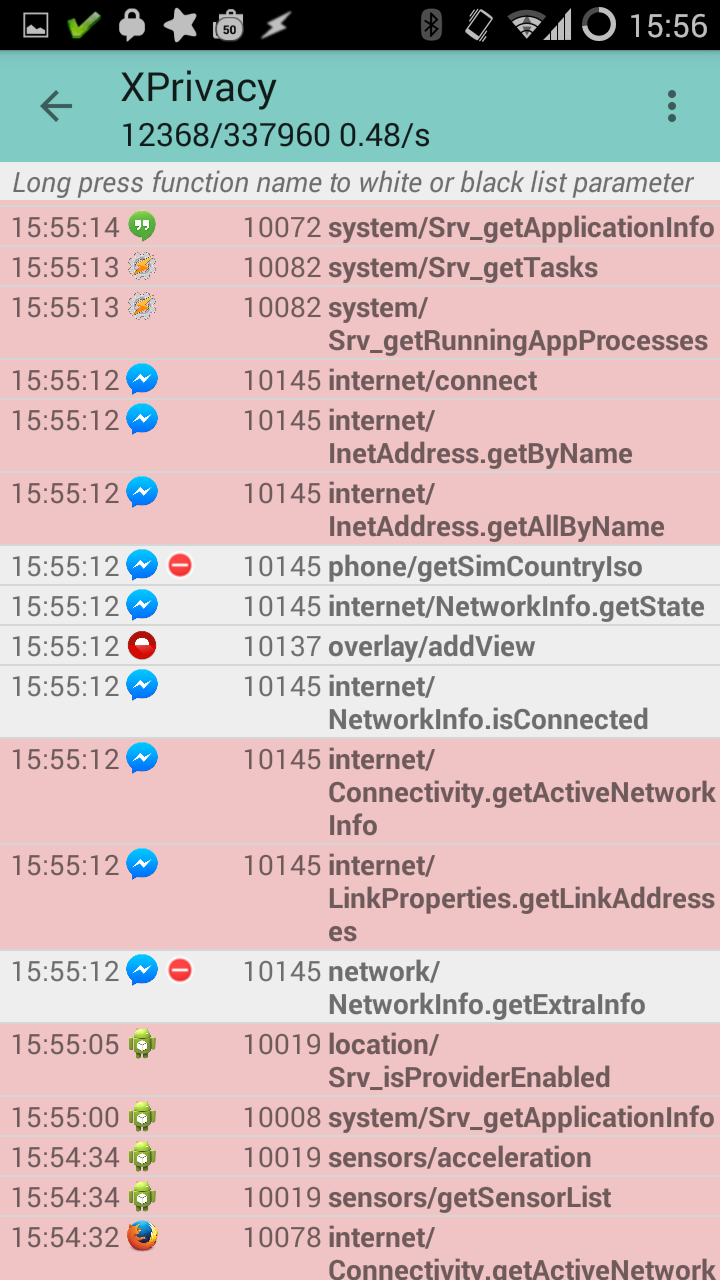 50 15:56
XPrivacy
12368/337960 0.48/s
Long press function name to white or black list parameter
15:55:14 10072 system/Srv_getApplicationInfo
15:55:13 10082 system/Srv_getTasks
15:55:13 10082 system/
Srv_getRunningAppProcesses
15:55:12 10145 internet/connect
15:55:12 10145 internet/
InetAddress.getByName
15:55:12 10145 internet/
InetAddress.getAllByName
15:55:12 10145 phone/getSimCountryIso
15:55:12 10145 internet/NetworkInfo.getState
15:55:12 10137 overlay/addView
15:55:12 10145 internet/
NetworkInfo.isConnected
15:55:12 10145 internet/
Connectivity.getActiveNetwork
Info
15:55:12 10145 internet/
LinkProperties.getLinkAddress
es
15:55:12 10145 network/
NetworkInfo.getExtraInfo
15:55:05 10019 location/
Srv_isProviderEnabled
15:55:00 10008 system/Srv_getApplicationInfo
15:54:34 10019 sensors/acceleration
15:54:34 10019 sensors/getSensorList
15:54:32 10078 internet/
Connectivity.getActiveNetwork